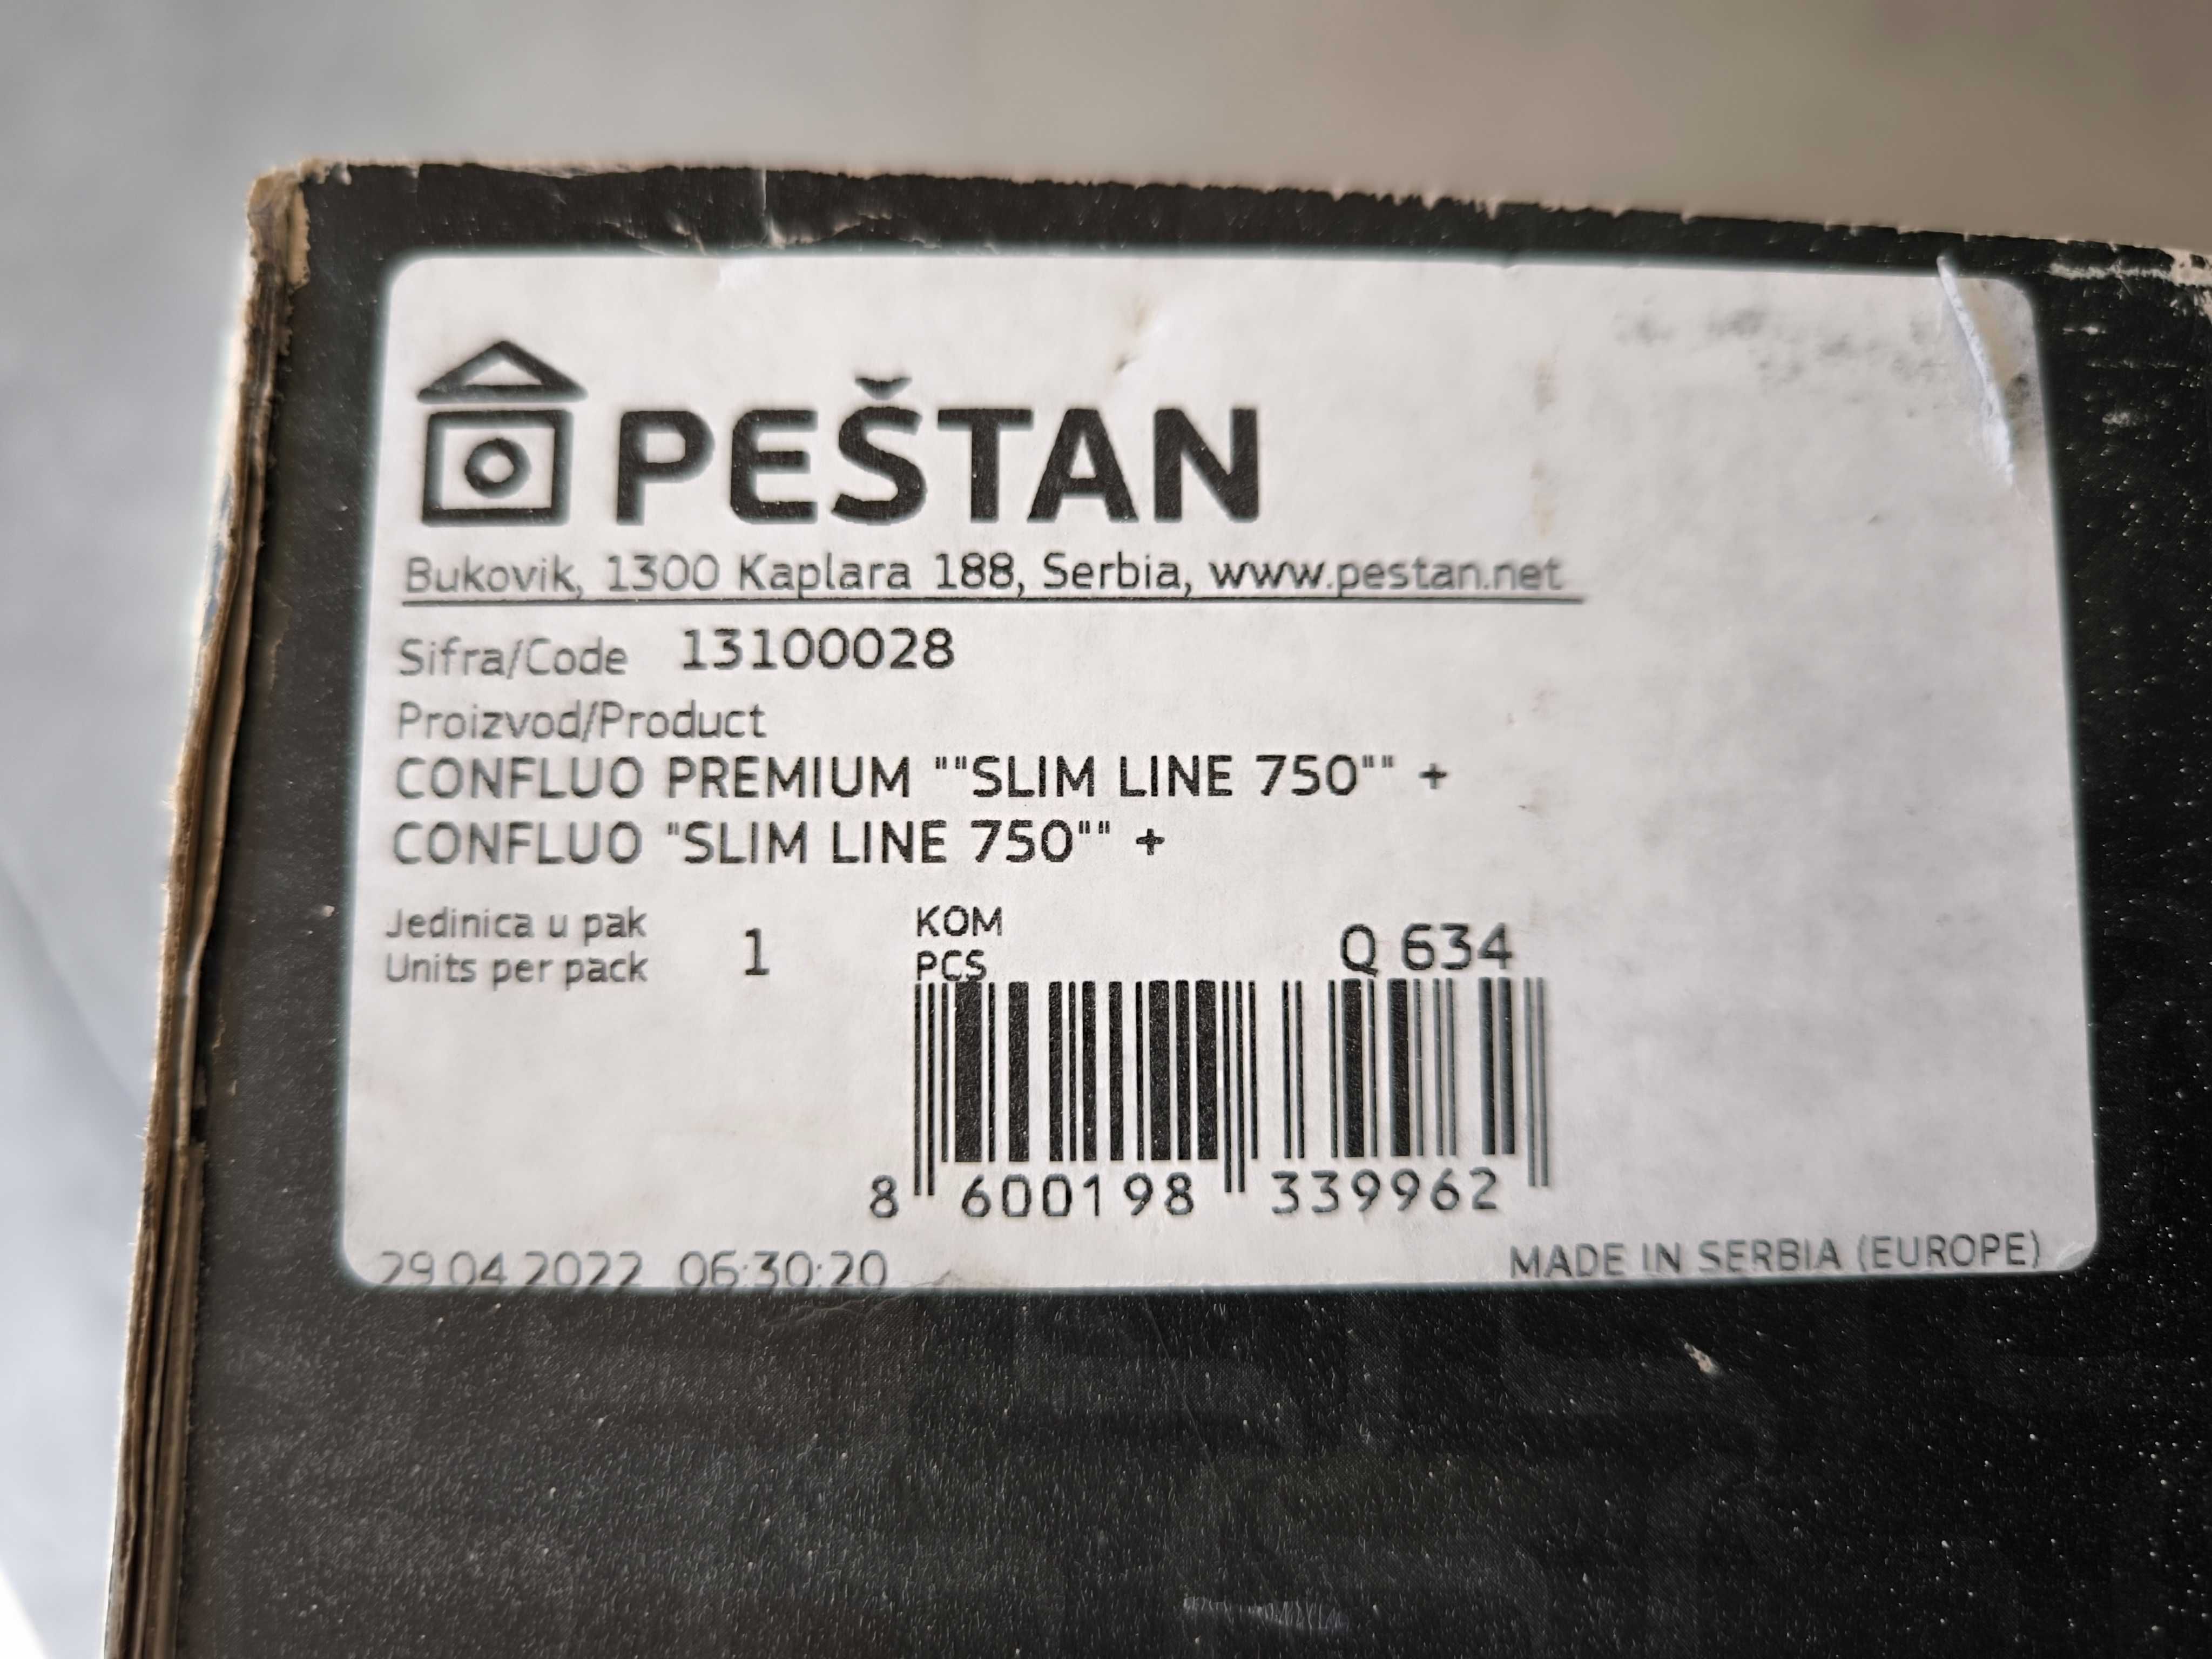 PEŠTAN
Bukovik, 1300 Kaplara 188, Serbia, www.pestan.net
Sifra/Code 13100028
Proizvod/Product
CONFLUO PREMIUM ""SLIM LINE 750"" +
CONFLUO "SLIM LINE 750"" +
Jedinica u pak 1 KOM
Units per pack PCS Q 634
8 600198 339962
29.04.2022 06:30:20 MADE IN SERBIA (EUROPE)